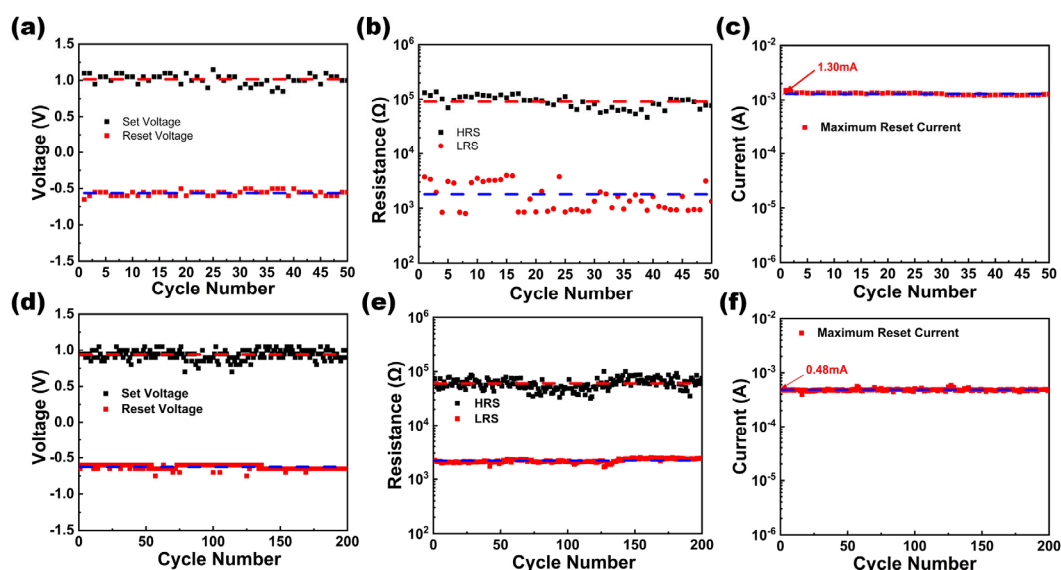 (a)
1.5
1.0
0.5
0.0
-0.5
-1.0
-1.5
Voltage (V)
Set Voltage
Reset Voltage
0 5 10 15 20 25 30 35 40 45 50
Cycle Number
(b)
10⁶
10⁵
10⁴
10³
10²
Resistance (Ω)
HRS
LRS
0 5 10 15 20 25 30 35 40 45 50
Cycle Number
(c)
10⁻²
10⁻³
10⁻⁴
10⁻⁵
10⁻⁶
Current (A)
1.30mA
Maximum Reset Current
0 5 10 15 20 25 30 35 40 45 50
Cycle Number
(d)
1.5
1.0
0.5
0.0
-0.5
-1.0
-1.5
Voltage (V)
Set Voltage
Reset Voltage
0 50 100 150 200
Cycle Number
(e)
10⁶
10⁵
10⁴
10³
10²
Resistance (Ω)
HRS
LRS
0 50 100 150 200
Cycle Number
(f)
10⁻²
10⁻³
10⁻⁴
10⁻⁵
10⁻⁶
Current (A)
Maximum Reset Current
0.48mA
0 50 100 150 200
Cycle Number